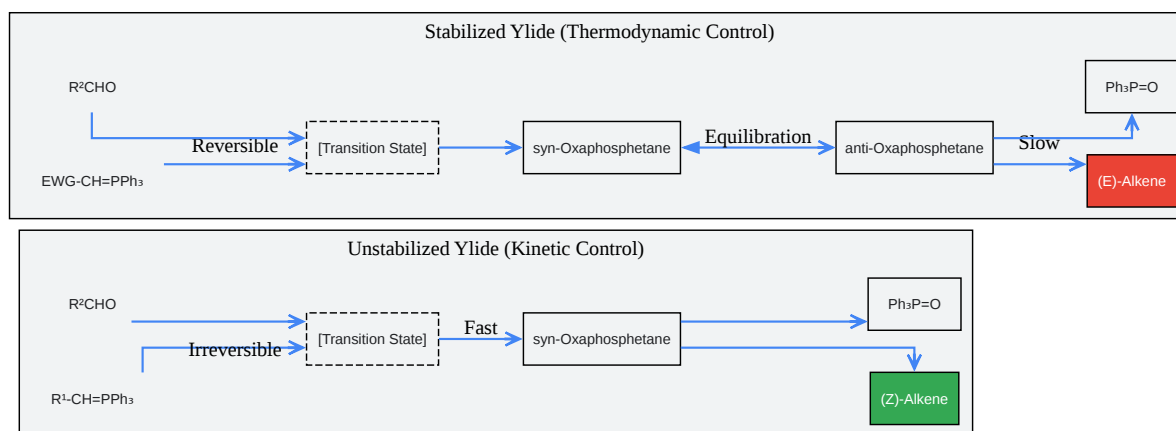 Stabilized Ylide (Thermodynamic Control)
R²CHO
Ph₃P=O
Reversible
[Transition State]
syn-Oxaphosphetane
Equilibration
anti-Oxaphosphetane
Slow
EWG-CH=PPh₃
(E)-Alkene
Unstabilized Ylide (Kinetic Control)
R²CHO
Ph₃P=O
Irreversible
[Transition State]
Fast
syn-Oxaphosphetane
R¹-CH=PPh₃
(Z)-Alkene